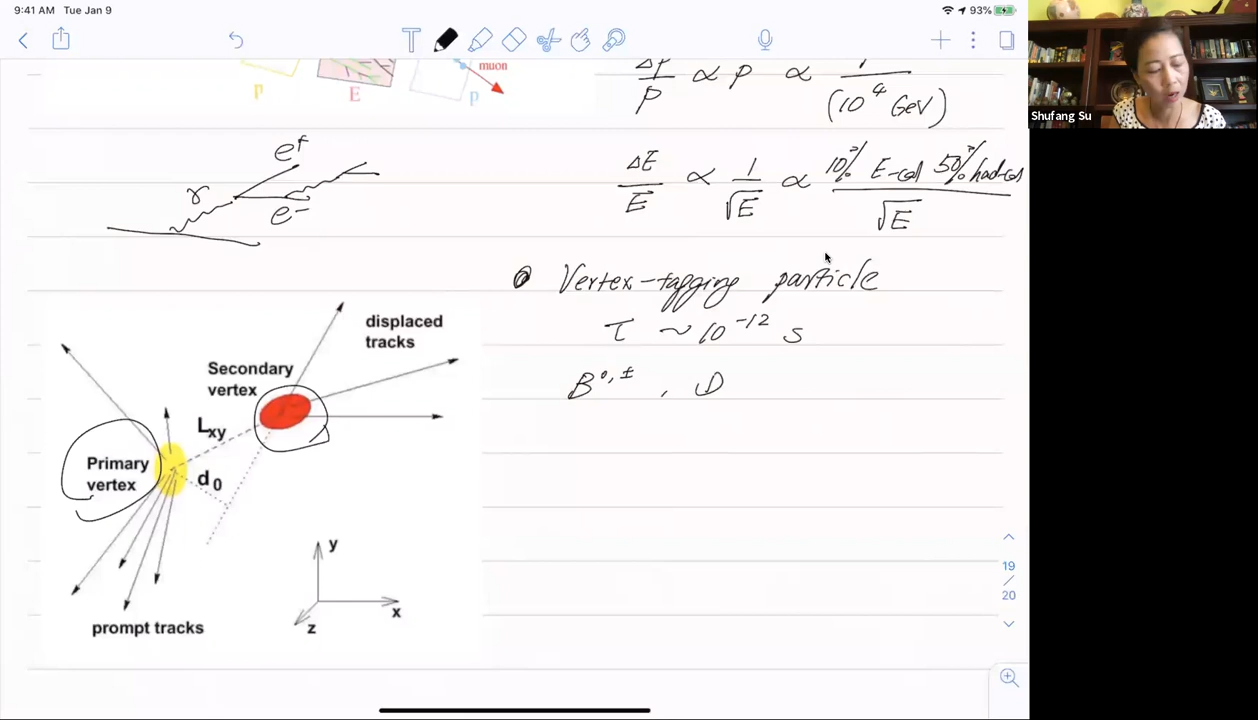 9:41 AM Tue Jan 9
93%
Shufang Su
muon
p
E
p
Δp/p ∝ p ∝ 1/(10⁴ GeV)
ΔE/E ∝ 1/√E ∝ 10% E-cal 50% had-cal/√E
γ
e+
e-
Vertex-tagging particle
τ ~ 10⁻¹² s
B⁰,± , D
displaced
tracks
Secondary
vertex
Lxy
Primary
vertex
d0
y
x
z
prompt tracks
19
/
20